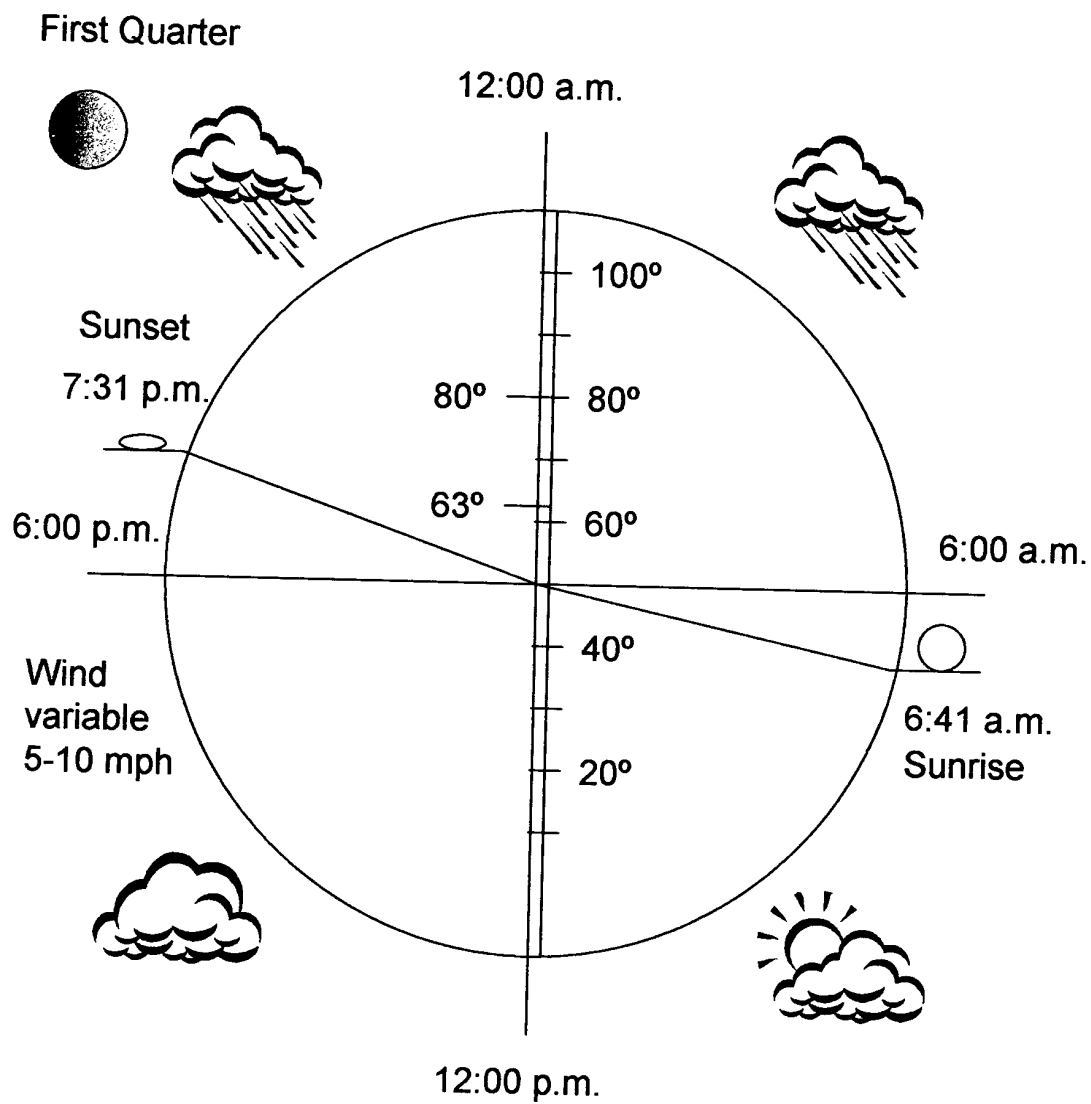 First Quarter
12:00 a.m.
100º
Sunset
7:31 p.m.
80º
80º
63º
60º
6:00 p.m.
6:00 a.m.
40º
Wind
variable
5-10 mph
6:41 a.m.
Sunrise
20º
12:00 p.m.